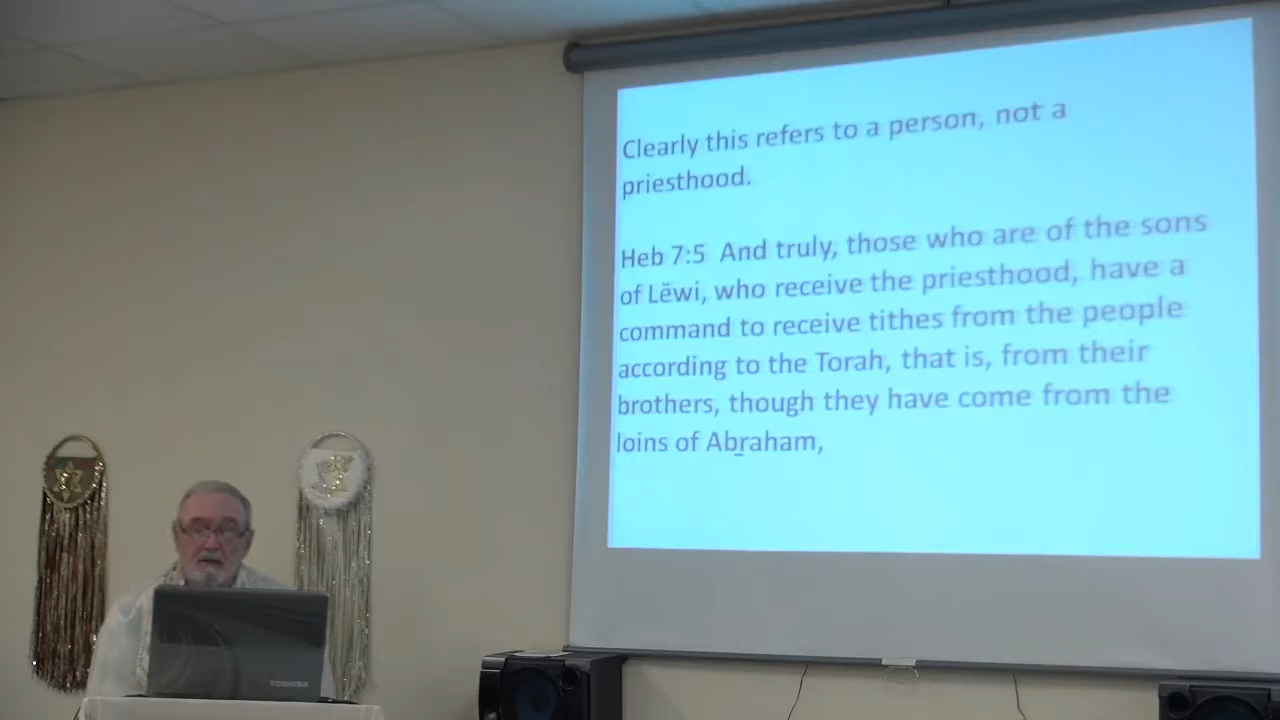 Clearly this refers to a person, not a
priesthood.
Heb 7:5 And truly, those who are of the sons
of Lĕwi, who receive the priesthood, have a
command to receive tithes from the people
according to the Torah, that is, from their
brothers, though they have come from the
loins of Abṟaham,
TOSHIBA